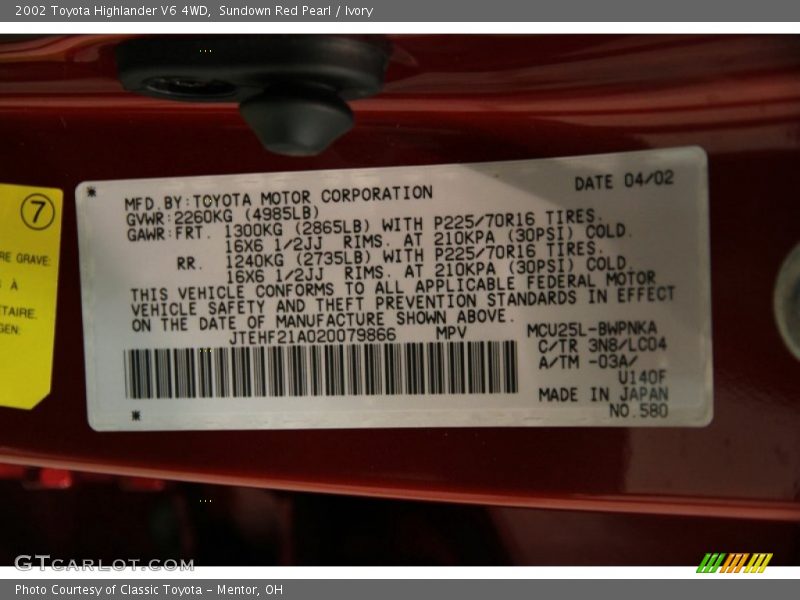 2002 Toyota Highlander V6 4WD, Sundown Red Pearl / Ivory
7
RE GRAVE:
S À
ÉTAIRE.
GEN:
MFD.BY:TOYOTA MOTOR CORPORATION DATE 04/02
GVWR:2260KG (4985LB)
GAWR:FRT. 1300KG (2865LB) WITH P225/70R16 TIRES.
16X6 1/2JJ RIMS. AT 210KPA (30PSI) COLD.
RR. 1240KG (2735LB) WITH P225/70R16 TIRES.
16X6 1/2JJ RIMS. AT 210KPA (30PSI) COLD.
THIS VEHICLE CONFORMS TO ALL APPLICABLE FEDERAL MOTOR
VEHICLE SAFETY AND THEFT PREVENTION STANDARDS IN EFFECT
ON THE DATE OF MANUFACTURE SHOWN ABOVE.
JTEHF21A020079866 MPV MCU25L-BWPNKA
C/TR 3N8/LC04
A/TM -03A/
U140F
MADE IN JAPAN
NO.580
GTCARLOT.COM
Photo Courtesy of Classic Toyota - Mentor, OH